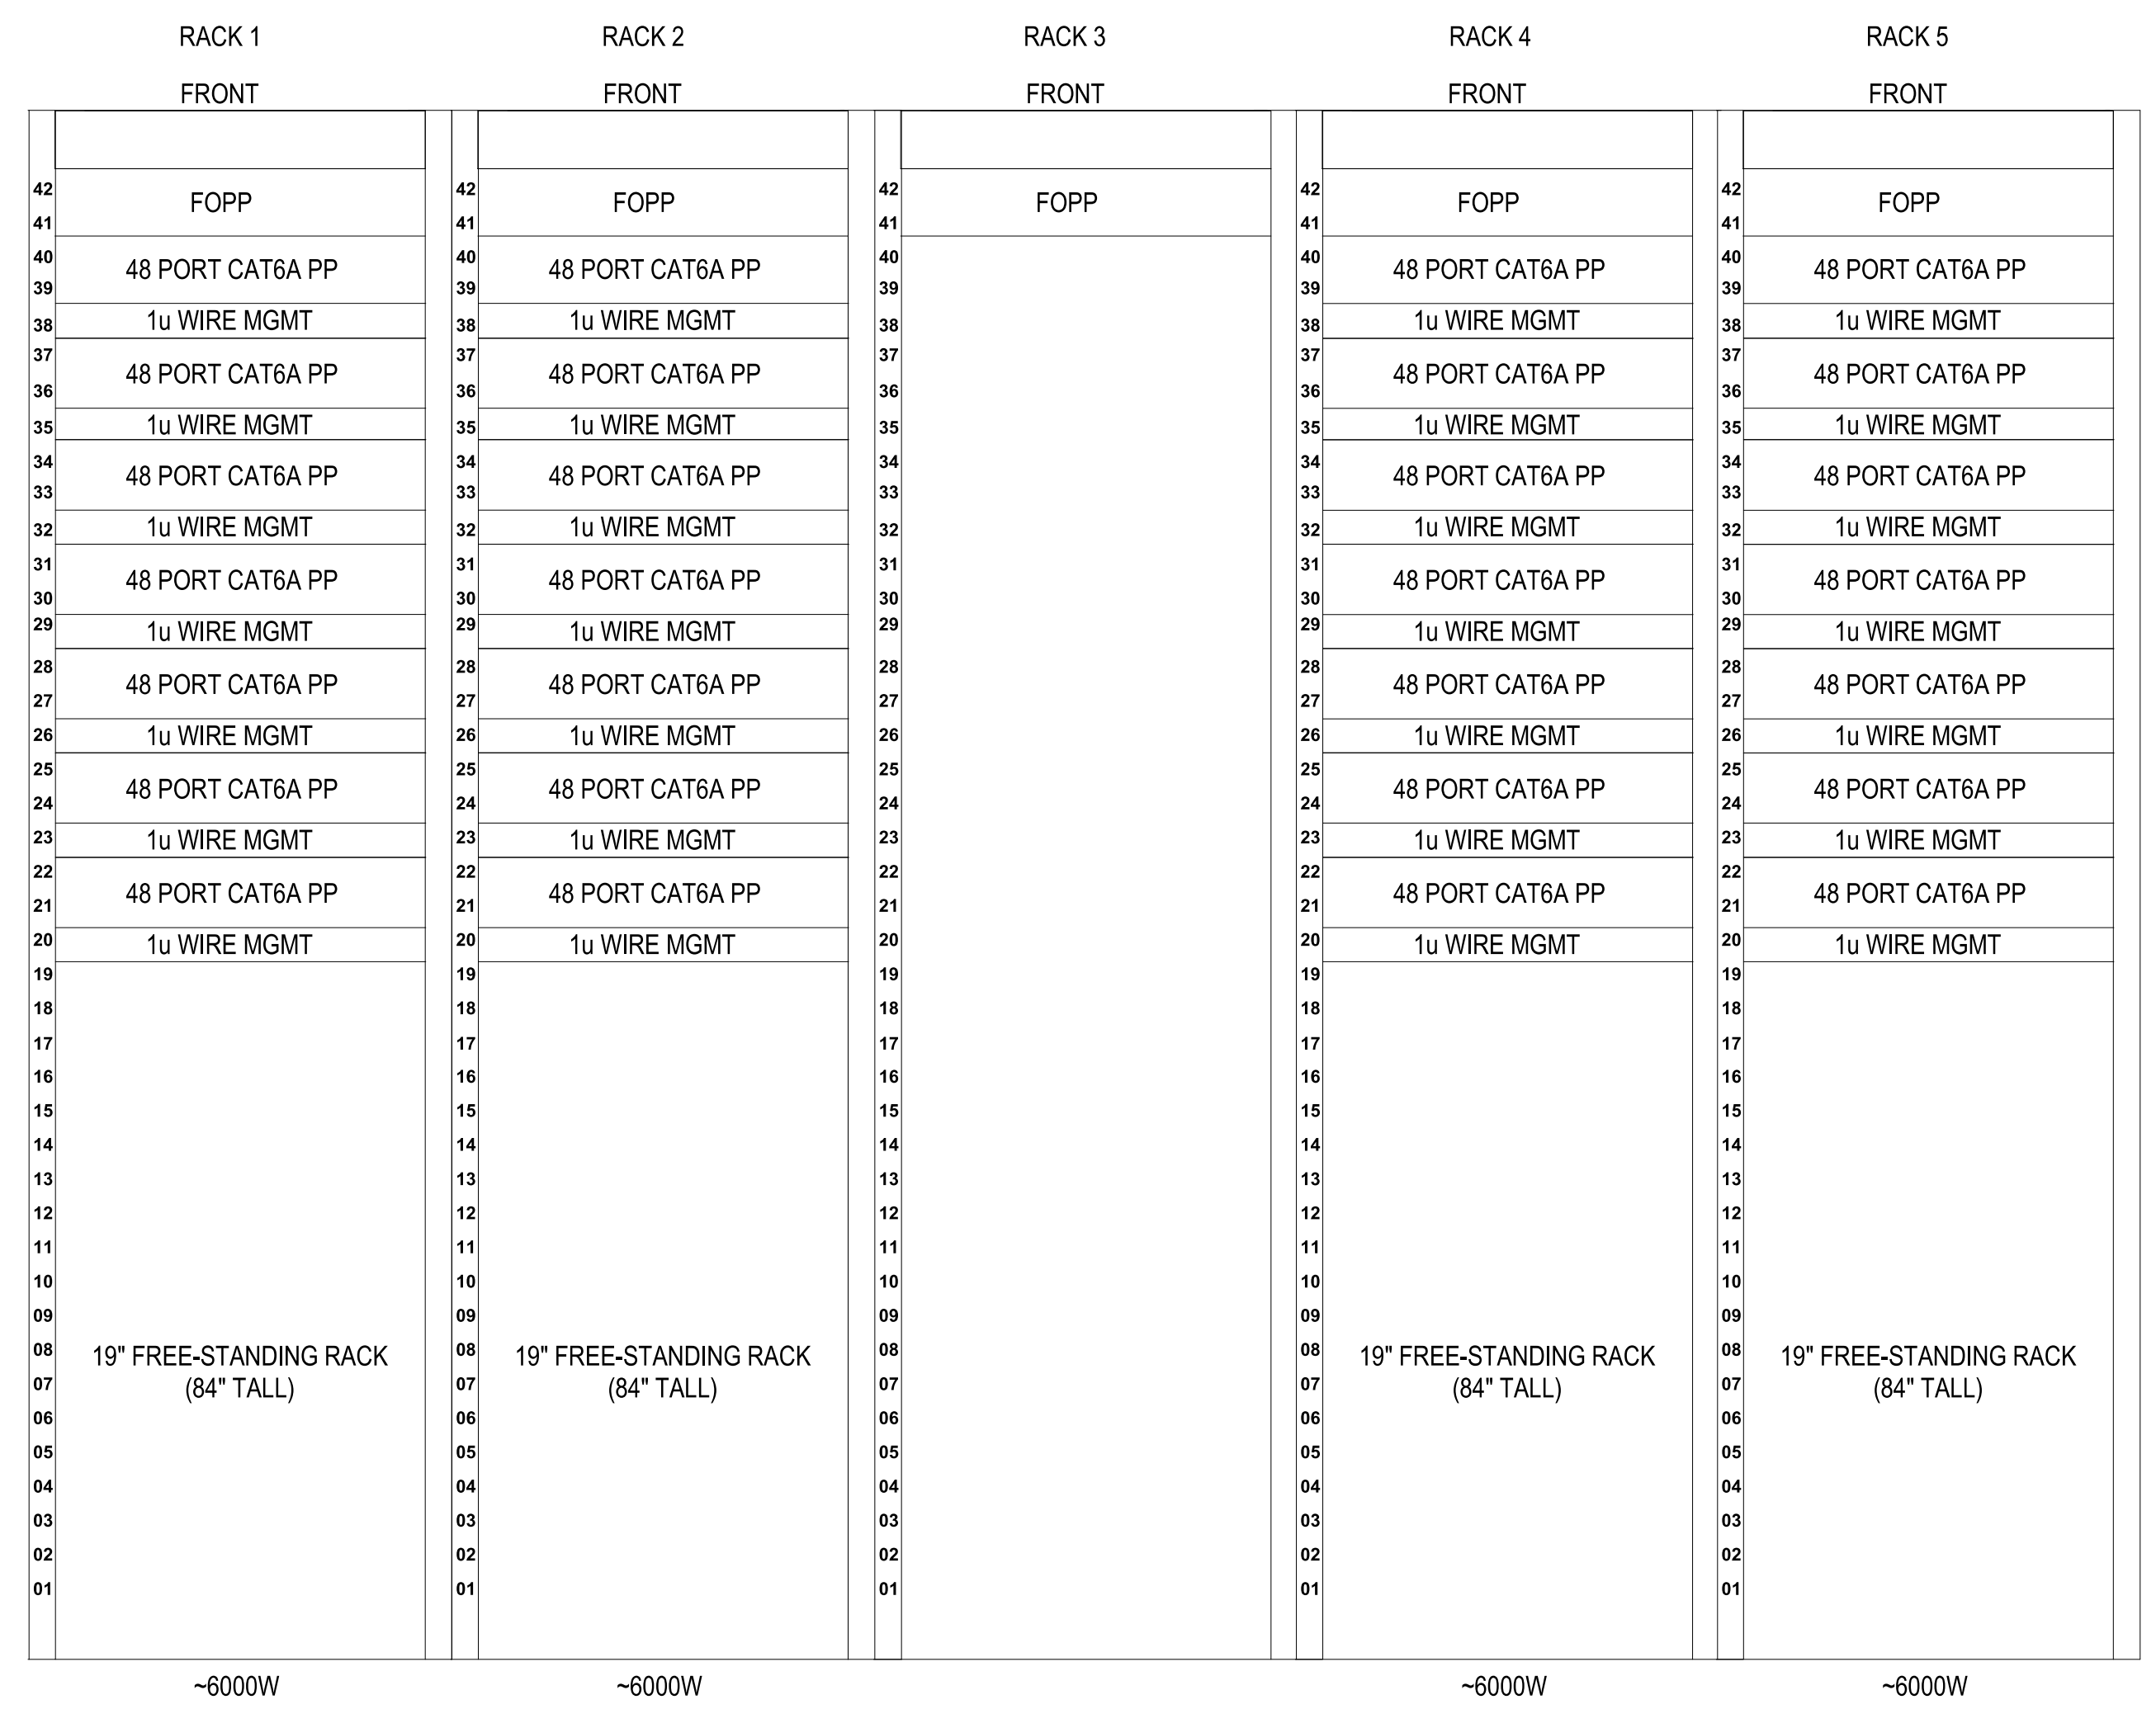 RACK 1 RACK 2 RACK 3 RACK 4 RACK 5
FRONT FRONT FRONT FRONT FRONT
42 FOPP 42 FOPP 42 FOPP 42 FOPP 42 FOPP
41 41 41 41 41
40 48 PORT CAT6A PP 40 48 PORT CAT6A PP 40 40 48 PORT CAT6A PP 40 48 PORT CAT6A PP
39 39 39 39 39
38 1u WIRE MGMT 38 1u WIRE MGMT 38 38 1u WIRE MGMT 38 1u WIRE MGMT
37 48 PORT CAT6A PP 37 48 PORT CAT6A PP 37 37 48 PORT CAT6A PP 37 48 PORT CAT6A PP
36 36 36 36 36
35 1u WIRE MGMT 35 1u WIRE MGMT 35 35 1u WIRE MGMT 35 1u WIRE MGMT
34 48 PORT CAT6A PP 34 48 PORT CAT6A PP 34 34 48 PORT CAT6A PP 34 48 PORT CAT6A PP
33 33 33 33 33
32 1u WIRE MGMT 32 1u WIRE MGMT 32 32 1u WIRE MGMT 32 1u WIRE MGMT
31 48 PORT CAT6A PP 31 48 PORT CAT6A PP 31 31 48 PORT CAT6A PP 31 48 PORT CAT6A PP
30 30 30 30 30
29 1u WIRE MGMT 29 1u WIRE MGMT 29 29 1u WIRE MGMT 29 1u WIRE MGMT
28 48 PORT CAT6A PP 28 48 PORT CAT6A PP 28 28 48 PORT CAT6A PP 28 48 PORT CAT6A PP
27 27 27 27 27
26 1u WIRE MGMT 26 1u WIRE MGMT 26 26 1u WIRE MGMT 26 1u WIRE MGMT
25 48 PORT CAT6A PP 25 48 PORT CAT6A PP 25 25 48 PORT CAT6A PP 25 48 PORT CAT6A PP
24 24 24 24 24
23 1u WIRE MGMT 23 1u WIRE MGMT 23 23 1u WIRE MGMT 23 1u WIRE MGMT
22 48 PORT CAT6A PP 22 48 PORT CAT6A PP 22 22 48 PORT CAT6A PP 22 48 PORT CAT6A PP
21 21 21 21 21
20 1u WIRE MGMT 20 1u WIRE MGMT 20 20 1u WIRE MGMT 20 1u WIRE MGMT
19 19 19 19 19
18 18 18 18 18
17 17 17 17 17
16 16 16 16 16
15 15 15 15 15
14 14 14 14 14
13 13 13 13 13
12 12 12 12 12
11 11 11 11 11
10 10 10 10 10
09 09 09 09 09
08 19" FREE-STANDING RACK 08 19" FREE-STANDING RACK 08 08 19" FREE-STANDING RACK 08 19" FREE-STANDING RACK
07 (84" TALL) 07 (84" TALL) 07 07 (84" TALL) 07 (84" TALL)
06 06 06 06 06
05 05 05 05 05
04 04 04 04 04
03 03 03 03 03
02 02 02 02 02
01 01 01 01 01
~6000W ~6000W ~6000W ~6000W